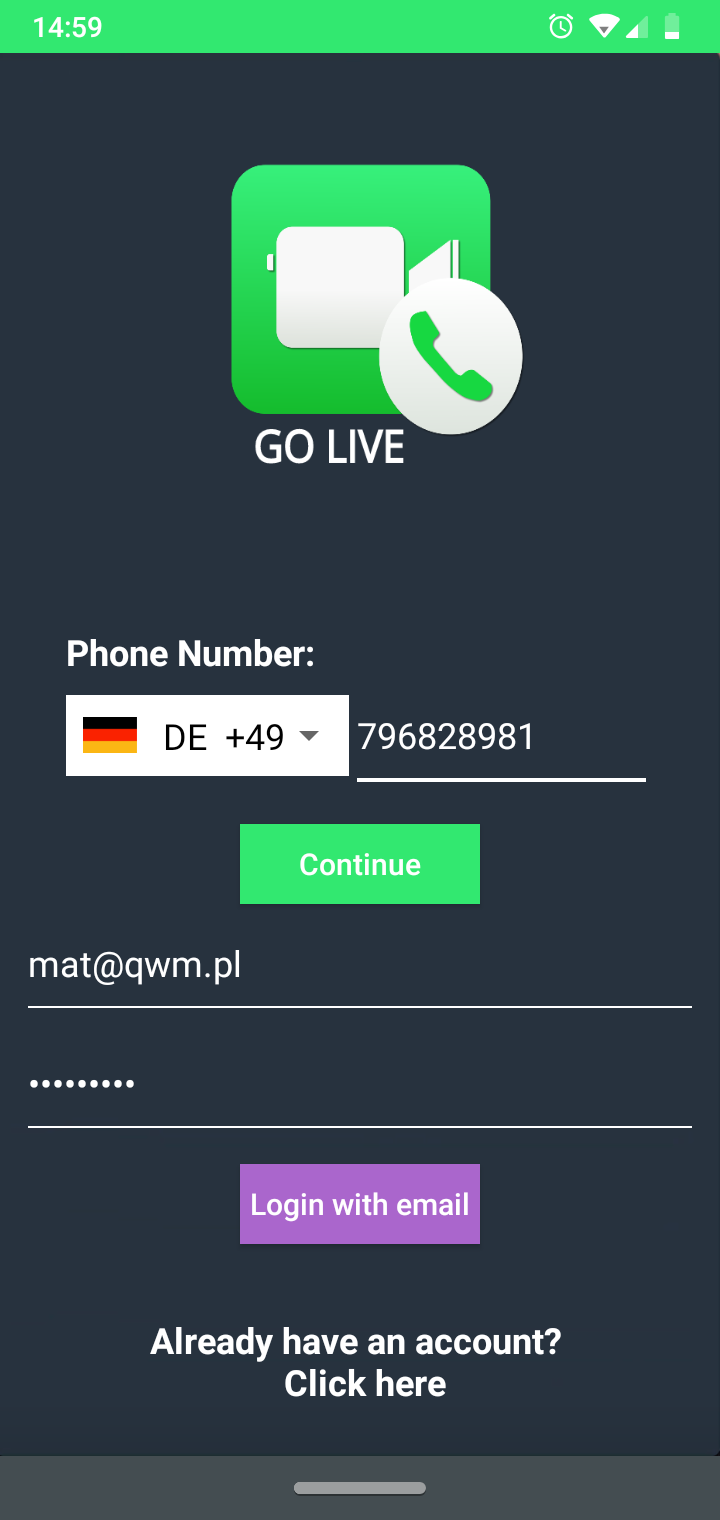 14:59
GO LIVE
Phone Number:
DE +49 796828981
Continue
mat@qwm.pl
•••••••••
Login with email
Already have an account?
Click here